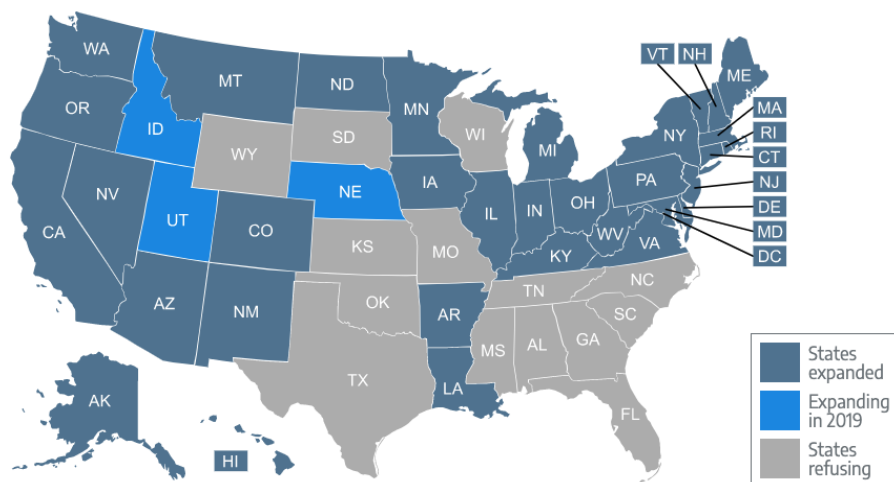 WA
MT
ND
MN
VT
NH
ME
OR
ID
WY
SD
WI
MI
NY
MA
RI
CT
NJ
DE
MD
DC
NV
UT
NE
IA
IL
IN
OH
PA
CA
CO
KS
MO
KY
WV
VA
AZ
NM
OK
AR
TN
NC
SC
TX
LA
MS
AL
GA
FL
AK
HI
States
expanded
Expanding
in 2019
States
refusing